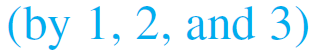 (by 1, 2, and 3)